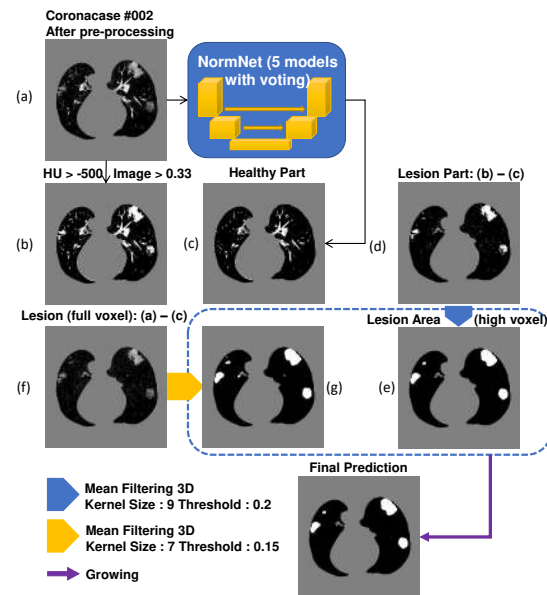 Coronacase #002
After pre-processing
(a)
NormNet (5 models
with voting)
HU > -500
Image > 0.33
Healthy Part
Lesion Part: (b) – (c)
(b)
(c)
(d)
Lesion (full voxel): (a) – (c)
Lesion Area
(high voxel)
(f)
(g)
(e)
Final Prediction
Mean Filtering 3D
Kernel Size : 9 Threshold : 0.2
Mean Filtering 3D
Kernel Size : 7 Threshold : 0.15
Growing